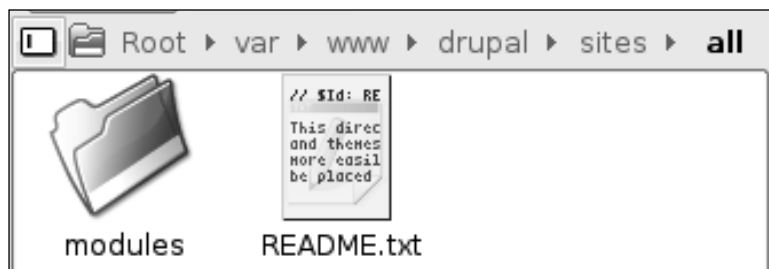 Root var www drupal sites all
// $Id: RE
This direc
and themes
more easil
be placed
modules README.txt